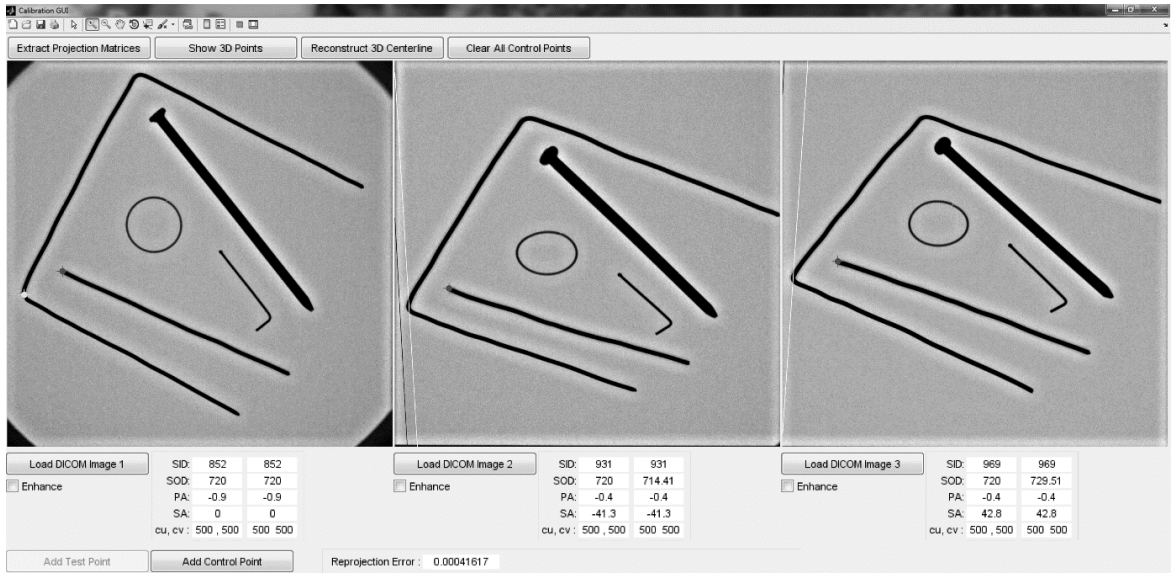 Calibration GUI
Extract Projection Matrices Show 3D Points Reconstruct 3D Centerline Clear All Control Points
Load DICOM Image 1 SID: 852 852 Load DICOM Image 2 SID: 931 931 Load DICOM Image 3 SID: 969 969
Enhance SOD: 720 720 Enhance SOD: 720 714.41 Enhance SOD: 720 729.51
PA: -0.9 -0.9 PA: -0.4 -0.4 PA: -0.4 -0.4
SA: 0 0 SA: -41.3 -41.3 SA: 42.8 42.8
cu, cv : 500 , 500 500 500 cu, cv : 500 , 500 500 500 cu, cv : 500 , 500 500 500
Add Test Point Add Control Point Reprojection Error : 0.00041617